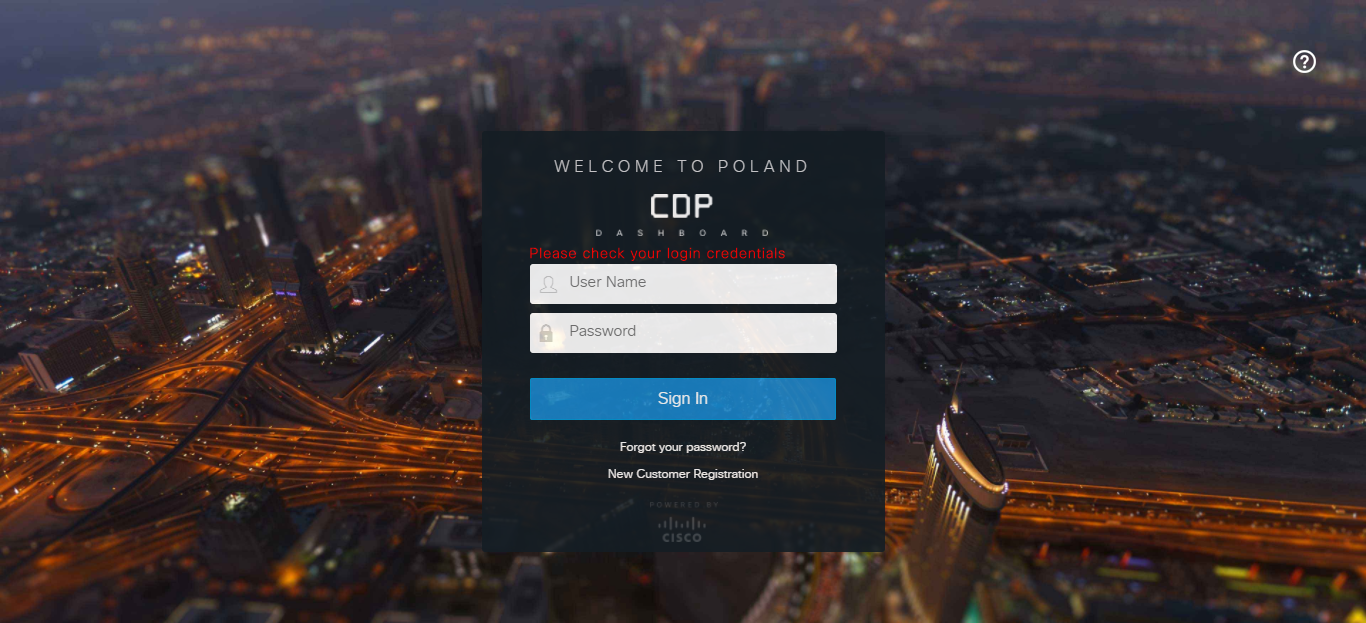 WELCOME TO POLAND
CDP
DASHBOARD
Please check your login credentials
User Name
Password
Sign In
Forgot your password?
New Customer Registration
POWERED BY
CISCO